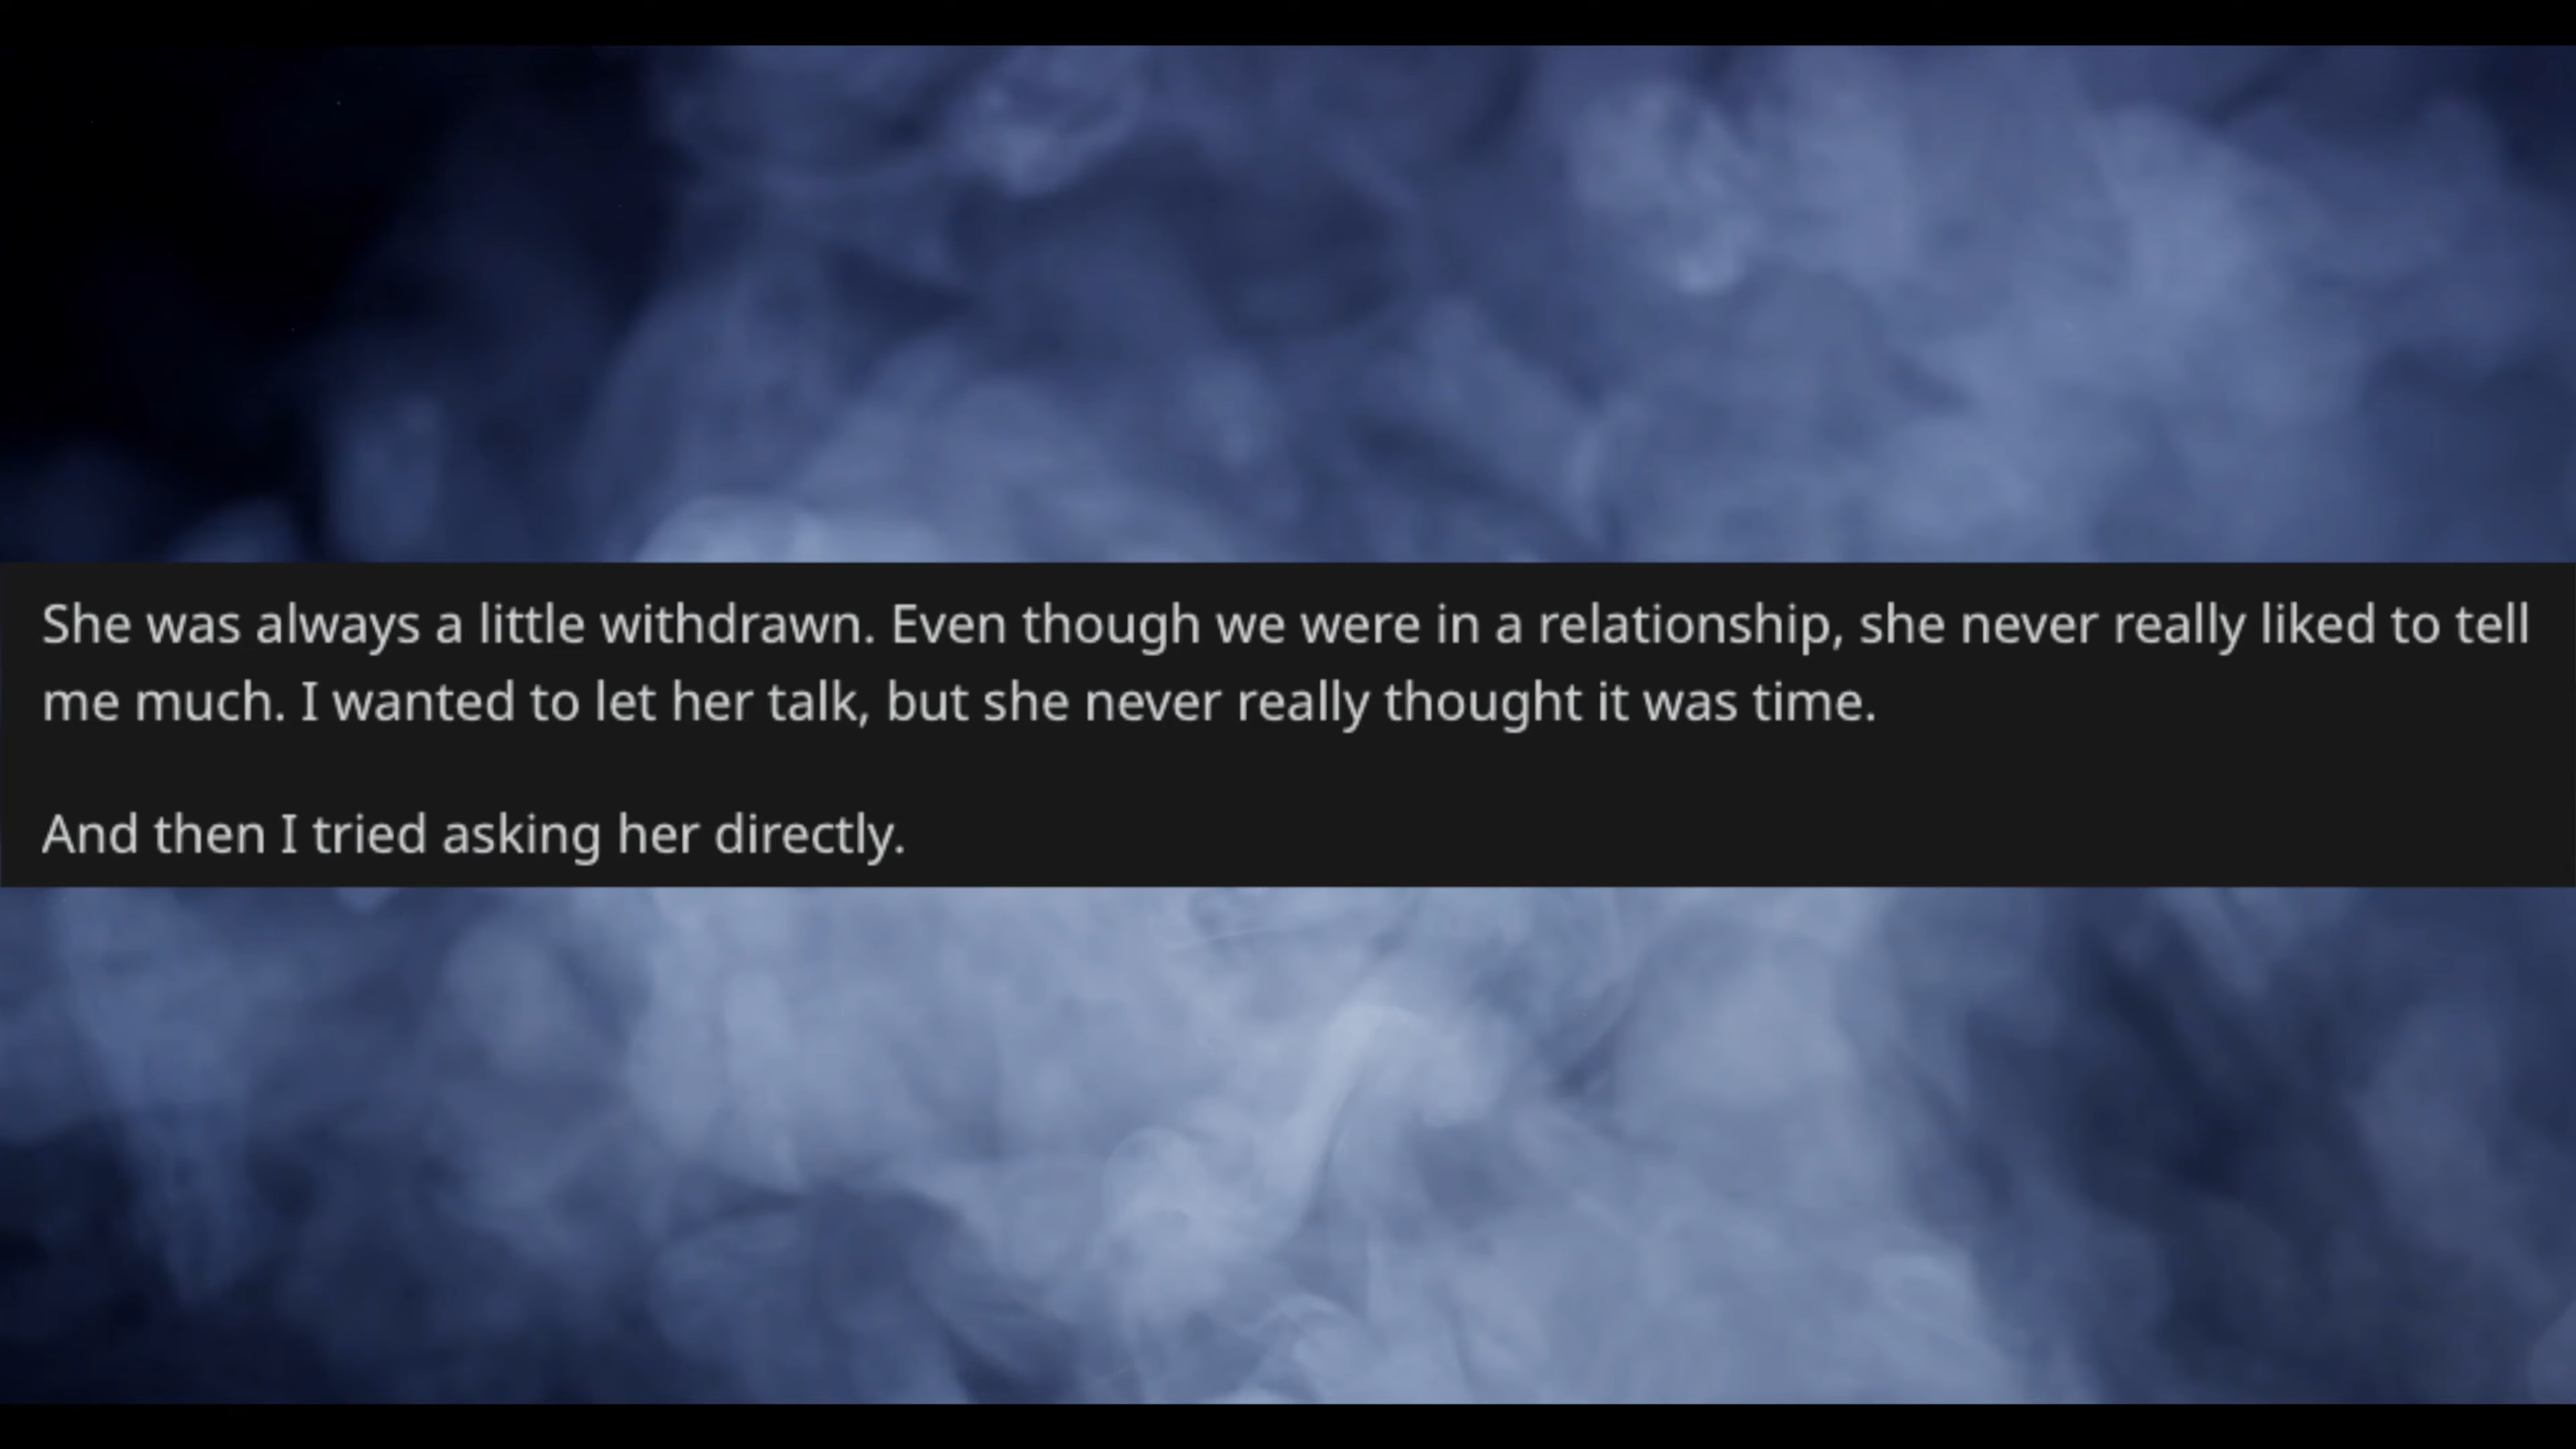 She was always a little withdrawn. Even though we were in a relationship, she never really liked to tell
me much. I wanted to let her talk, but she never really thought it was time.
And then I tried asking her directly.